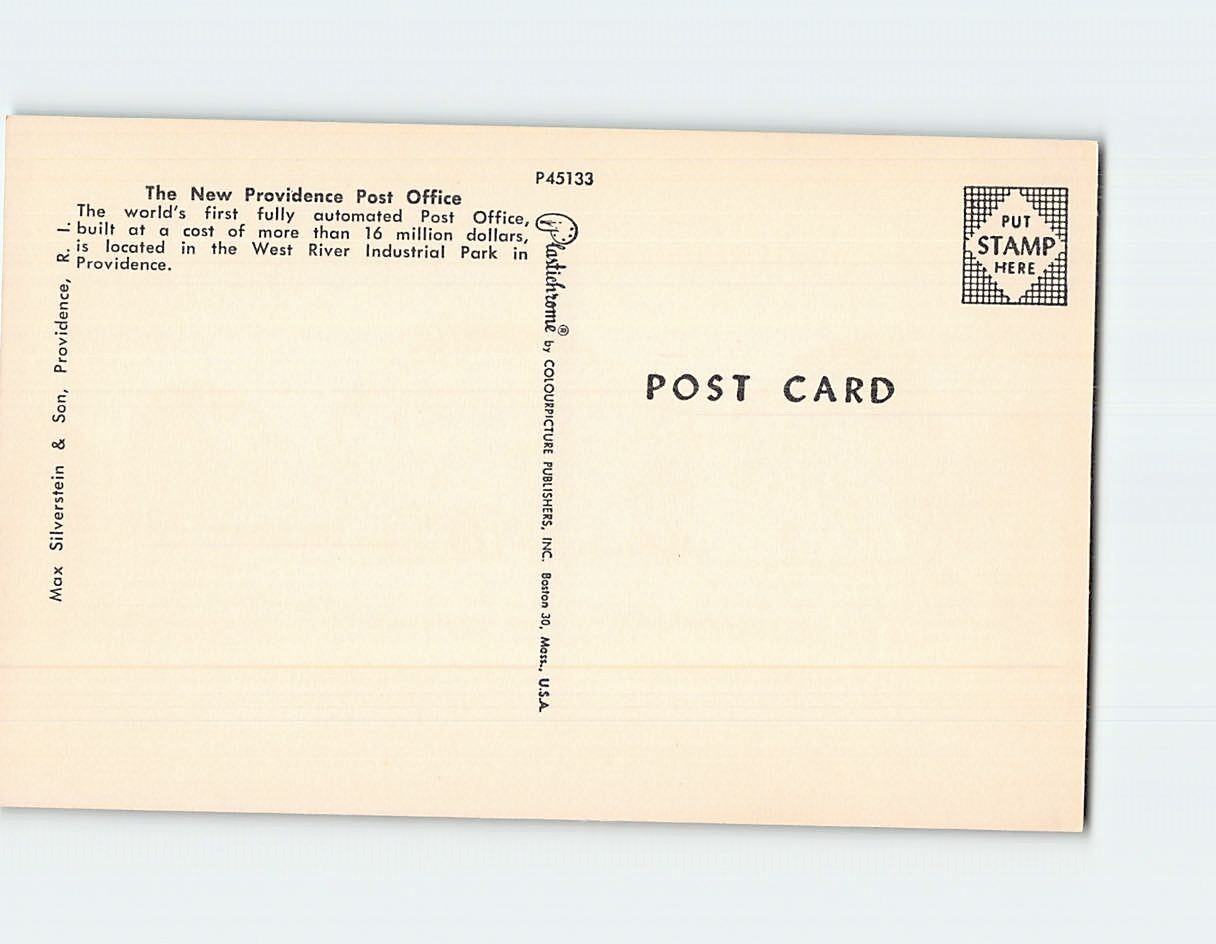 P45133
The New Providence Post Office
The world's first fully automated Post Office,
built at a cost of more than 16 million dollars,
is located in the West River Industrial Park in
Providence.
Max Silverstein & Son, Providence, R. I.
Plastichrome® by COLOURPICTURE PUBLISHERS, INC. Boston 30, Mass., U.S.A.
PUT
STAMP
HERE
POST CARD